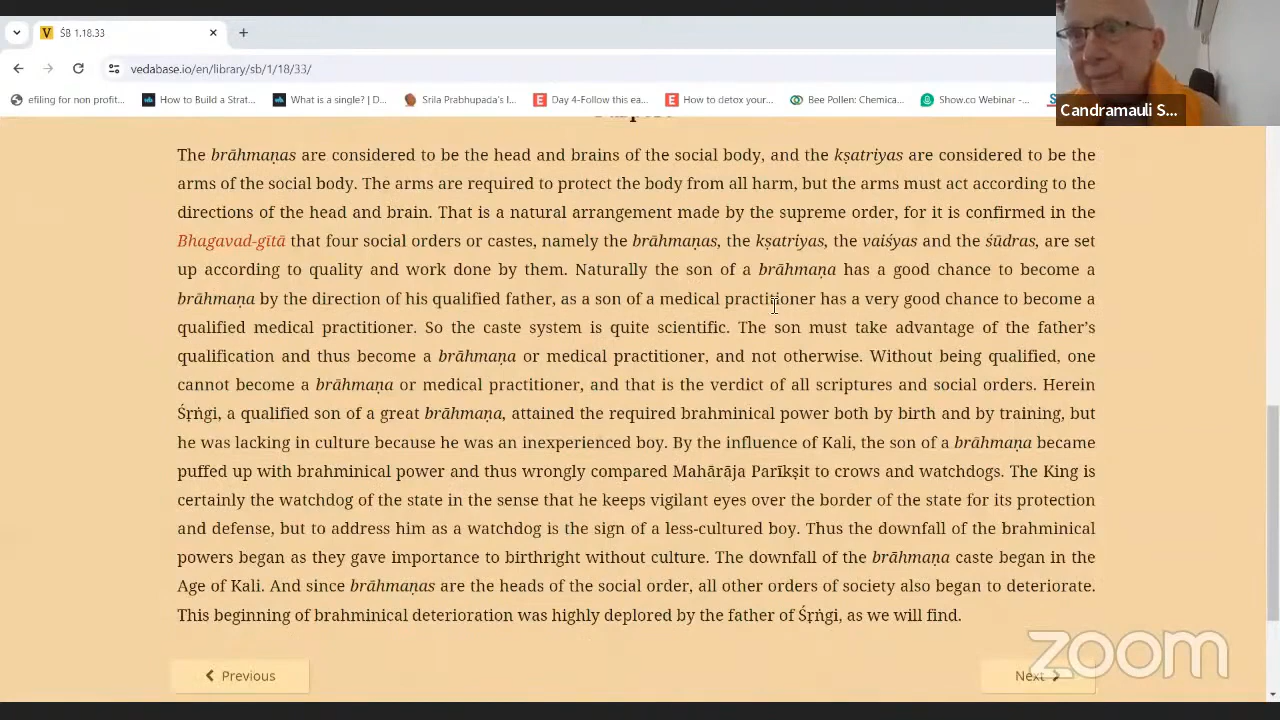 ŚB 1.18.33
vedabase.io/en/library/sb/1/18/33/
efiling for non profit... How to Build a Strat... What is a singl? | D... Srila Prabhupada's l... Day 4-Follow this ea... How to detox your... Bee Pollen: Chemica... Show.co Webinar -...
Candramauli S...
The brāhmaṇas are considered to be the head and brains of the social body, and the kṣatriyas are considered to be the
arms of the social body. The arms are required to protect the body from all harm, but the arms must act according to the
directions of the head and brain. That is a natural arrangement made by the supreme order, for it is confirmed in the
Bhagavad-gītā that four social orders or castes, namely the brāhmaṇas, the kṣatriyas, the vaiśyas and the śūdras, are set
up according to quality and work done by them. Naturally the son of a brāhmaṇa has a good chance to become a
brāhmaṇa by the direction of his qualified father, as a son of a medical practitioner has a very good chance to become a
qualified medical practitioner. So the caste system is quite scientific. The son must take advantage of the father's
qualification and thus become a brāhmaṇa or medical practitioner, and not otherwise. Without being qualified, one
cannot become a brāhmaṇa or medical practitioner, and that is the verdict of all scriptures and social orders. Herein
Śṛṅgi, a qualified son of a great brāhmaṇa, attained the required brahminical power both by birth and by training, but
he was lacking in culture because he was an inexperienced boy. By the influence of Kali, the son of a brāhmaṇa became
puffed up with brahminical power and thus wrongly compared Mahārāja Parīkṣit to crows and watchdogs. The King is
certainly the watchdog of the state in the sense that he keeps vigilant eyes over the border of the state for its protection
and defense, but to address him as a watchdog is the sign of a less-cultured boy. Thus the downfall of the brahminical
powers began as they gave importance to birthright without culture. The downfall of the brāhmaṇa caste began in the
Age of Kali. And since brāhmaṇas are the heads of the social order, all other orders of society also began to deteriorate.
This beginning of brahminical deterioration was highly deplored by the father of Śṛṅgi, as we will find.
Previous
Next
zoom